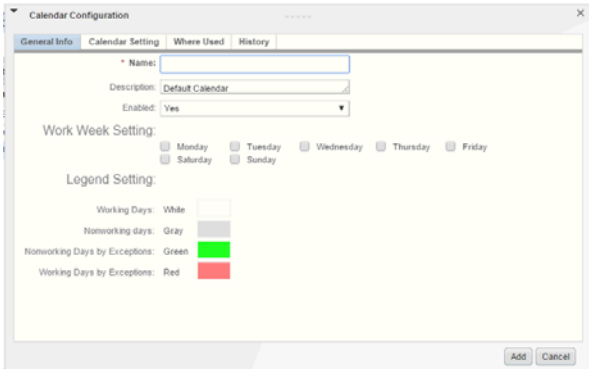 Calendar Configuration
General Info Calendar Setting Where Used History
* Name:
Description: Default Calendar
Enabled: Yes
Work Week Setting:
Monday Tuesday Wednesday Thursday Friday
Saturday Sunday
Legend Setting:
Working Days: White
Nonworking days: Gray
Nonworking Days by Exceptions: Green
Working Days by Exceptions: Red
Add Cancel